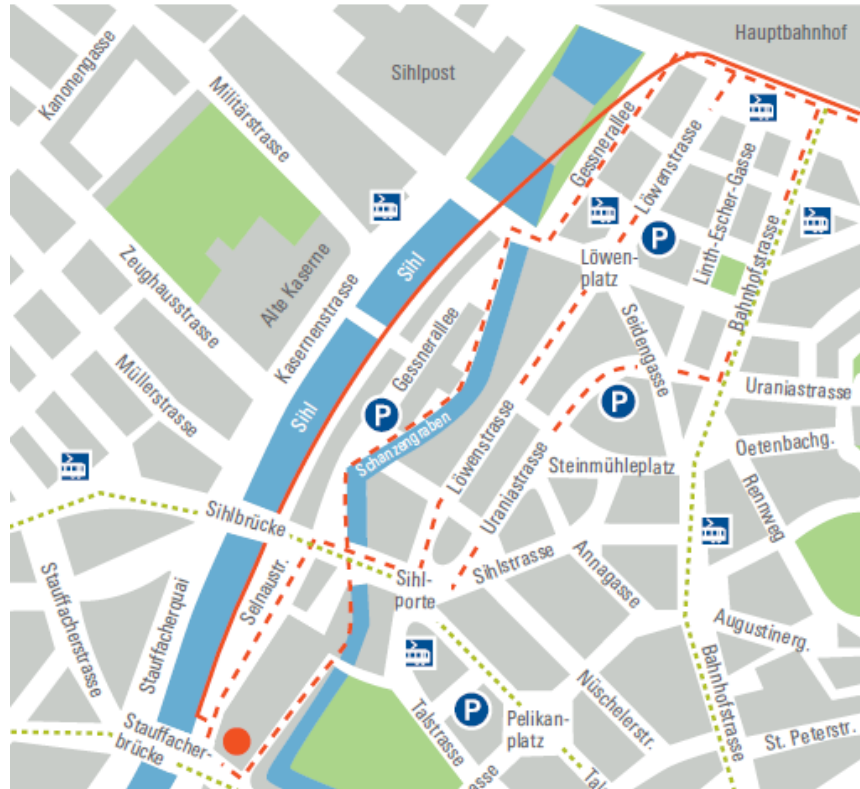 Hauptbahnhof
Sihlpost
Kanonengasse
Militärstrasse
Gessnerallee
Löwenstrasse
Linth-Escher-Gasse
P
Bahnhofstrasse
Löwen-
platz
Zeughausstrasse
Alte Kaserne
Kasernenstrasse
Sihl
Seidengasse
Müllerstrasse
Gessnerallee
Sihl
P
P
Uraniastrasse
Schanzengraben
Löwenstrasse
Uraniastrasse
Steinmühleplatz
Oetenbachg.
Rennweg
Sihlbrücke
Selnaustr.
Sihl-
porte
Sihlstrasse
Annagasse
Stauffacherstrasse
Stauffacherquai
Augustinerg.
Bahnhofstrasse
Nüschelerstr.
Talstrasse
P
Pelikan-
platz
St. Peterstr.
Stauffacher-
brücke
asse
Tal